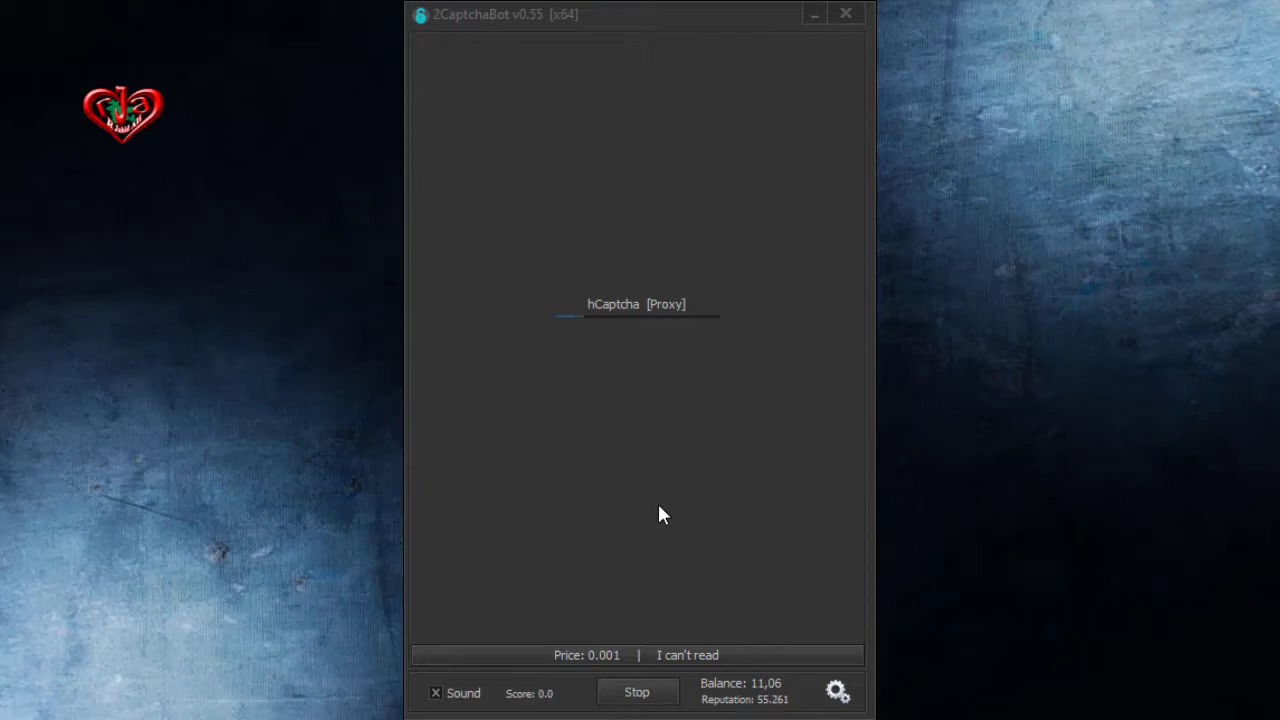 2CaptchaBot v0.55 [x64]
hCaptcha [Proxy]
Price: 0.001 | I can't read
Sound
Score: 0.0
Stop
Balance: 11,06
Reputation: 55.261